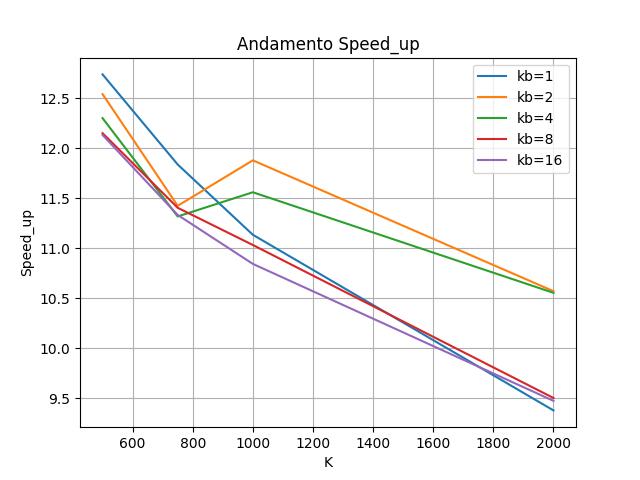 Andamento Speed_up
kb=1
kb=2
kb=4
kb=8
kb=16
Speed_up
12.5
12.0
11.5
11.0
10.5
10.0
9.5
600 800 1000 1200 1400 1600 1800 2000
K